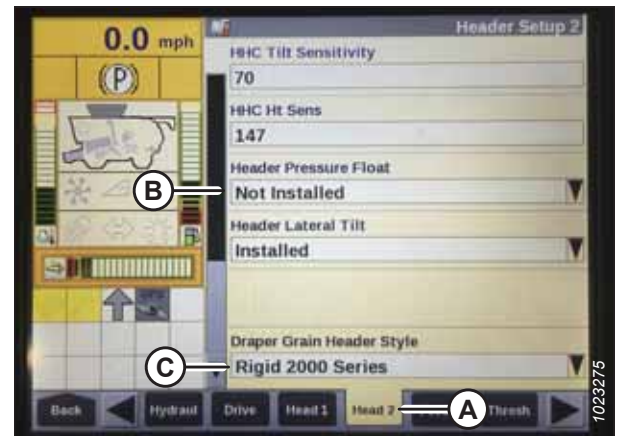 0.0 mph
Header Setup 2
(P)
HHC Tilt Sensitivity
70
HHC Ht Sens
147
Header Pressure Float
B
Not Installed
Header Lateral Tilt
Installed
Draper Grain Header Style
C
Rigid 2000 Series
Back
Hydraul
Drive
Head 1
Head 2
A
Thresh
1023275